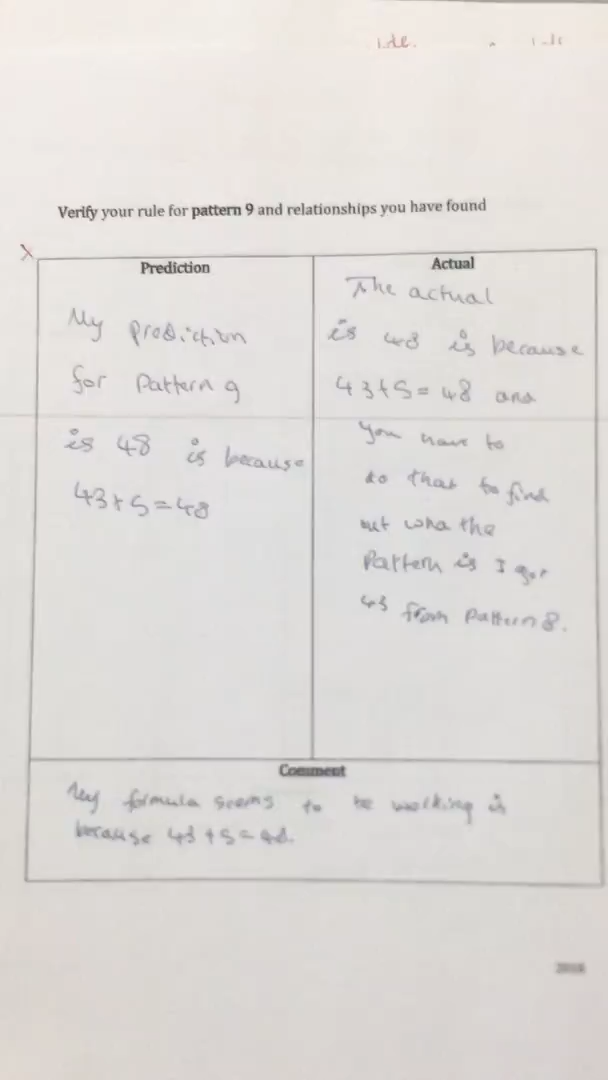 Verify your rule for pattern 9 and relationships you have found
X
Prediction
My prediction
for pattern 9
is 48 is because
43+5=48
Actual
The actual
is 48 is because
43+5=48 and
you have to
do that to find
out wha the
Pattern is I got
43 from pattern 8.
Comment
My formula seems to be working is
because 43+5=48.
2018